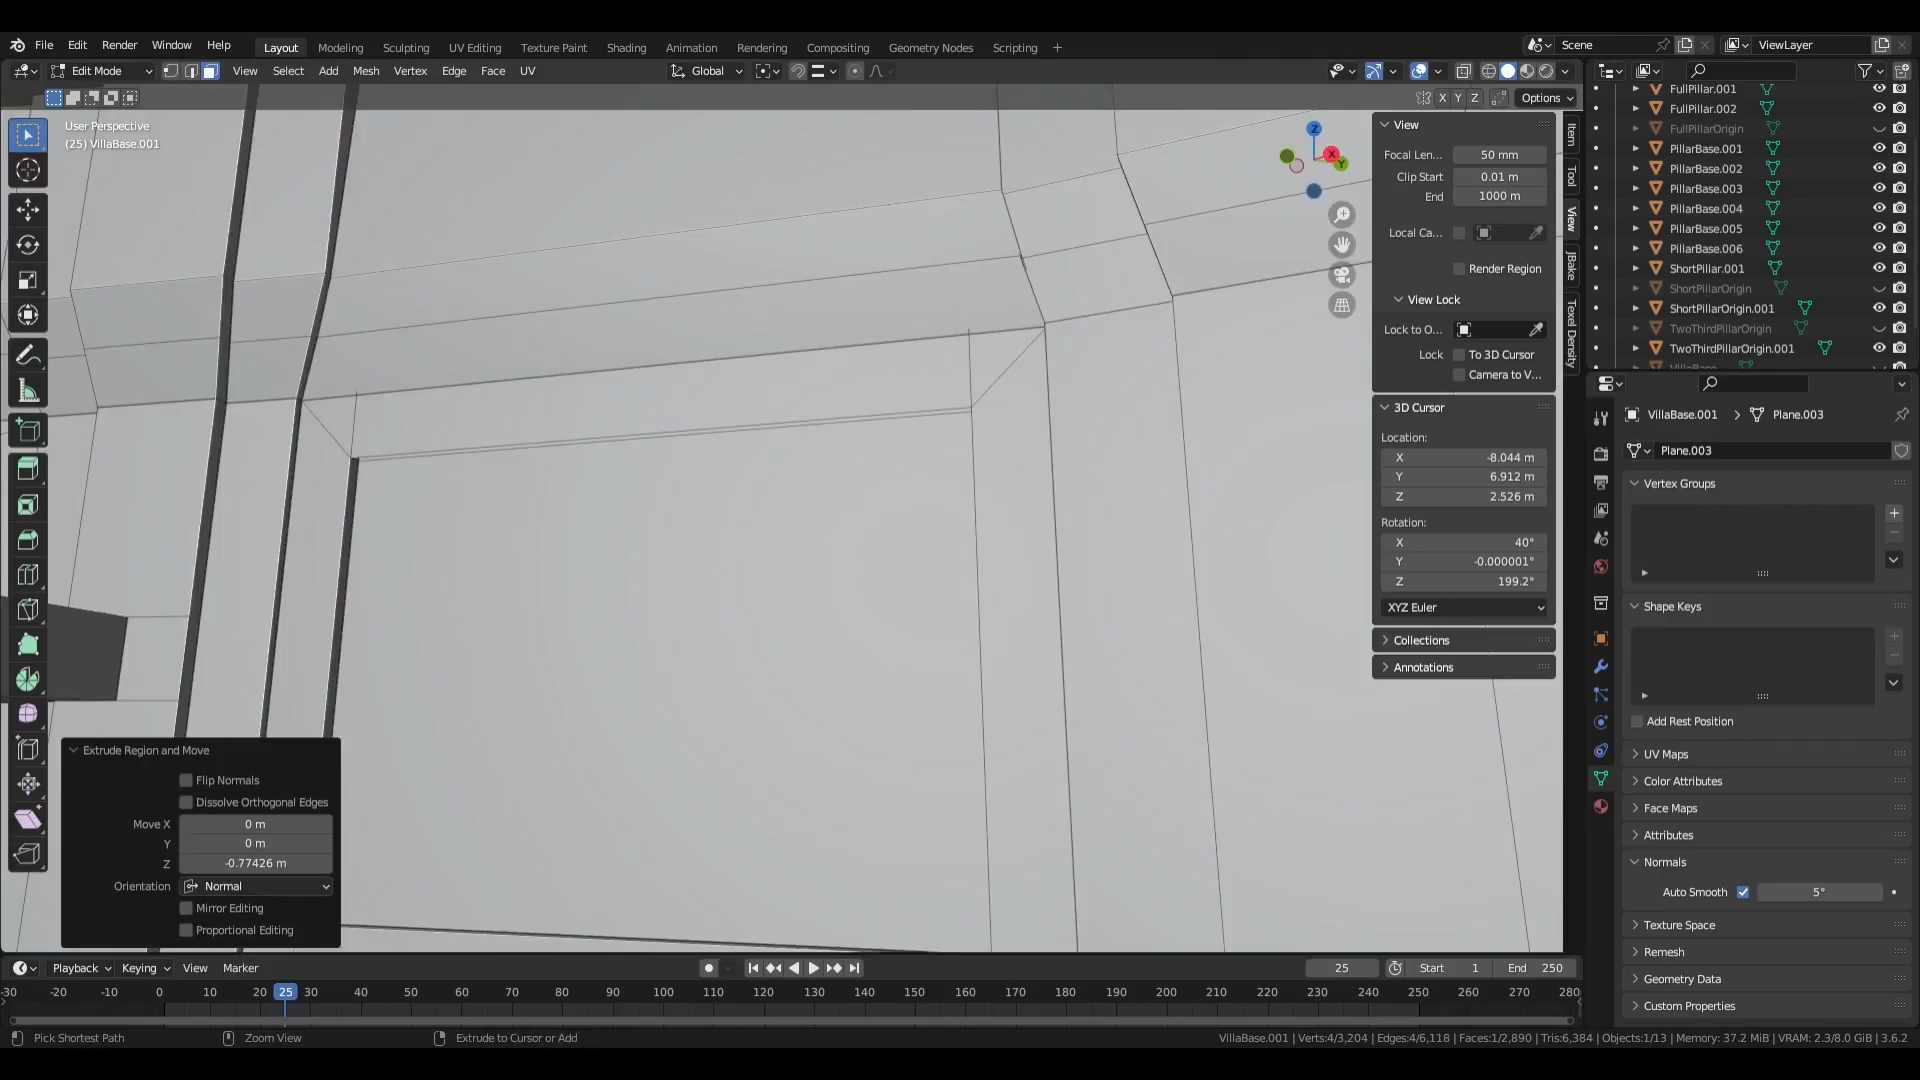 File Edit Render Window Help Layout Modeling Sculpting UV Editing Texture Paint Shading Animation Rendering Compositing Geometry Nodes Scripting + Scene ViewLayer
Edit Mode View Select Add Mesh Vertex Edge Face UV Global
X Y Z Options
User Perspective
(25) VillaBase.001
View
Focal Len... 50 mm
Clip Start 0.01 m
End 1000 m
Local Ca...
Render Region
View Lock
Lock to O...
Lock To 3D Cursor
Camera to V...
3D Cursor
Location:
X -8.044 m
Y 6.912 m
Z 2.526 m
Rotation:
X 40°
Y -0.000001°
Z 199.2°
XYZ Euler
Collections
Annotations
Item
Tool
View
JBake
Texel Density
Z
X
Y
FullPillar.001
FullPillar.002
FullPillarOrigin
PillarBase.001
PillarBase.002
PillarBase.003
PillarBase.004
PillarBase.005
PillarBase.006
ShortPillar.001
ShortPillarOrigin
ShortPillarOrigin.001
TwoThirdPillarOrigin
TwoThirdPillarOrigin.001
VillaBase
VillaBase.001 > Plane.003
Plane.003
Vertex Groups
Shape Keys
Add Rest Position
UV Maps
Color Attributes
Face Maps
Attributes
Normals
Auto Smooth 5°
Texture Space
Remesh
Geometry Data
Custom Properties
Extrude Region and Move
Flip Normals
Dissolve Orthogonal Edges
Move X 0 m
Y 0 m
Z -0.77426 m
Orientation Normal
Mirror Editing
Proportional Editing
Playback Keying View Marker 25 Start 1 End 250
-30 -20 -10 0 10 20 25 30 40 50 60 70 80 90 100 110 120 130 140 150 160 170 180 190 200 210 220 230 240 250 260 270 280
Pick Shortest Path Zoom View Extrude to Cursor or Add VillaBase.001 | Verts:4/3,204 | Edges:4/6,118 | Faces:1/2,890 | Tris:6,384 | Objects:1/13 | Memory: 37.2 MiB | VRAM: 2.3/8.0 GiB | 3.6.2